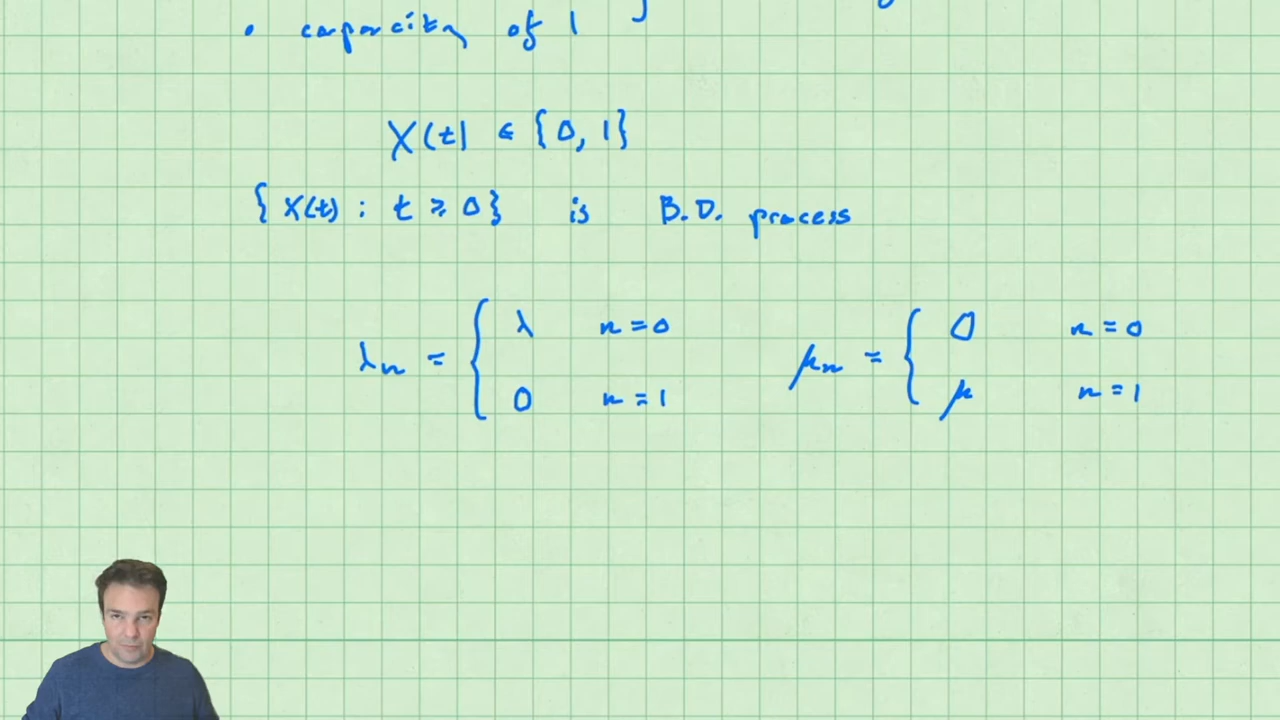 • capacity of 1
X(t) ∈ {0, 1}
{X(t) : t ≥ 0} is B.D. process
λn = { λ n = 0
0 n = 1
μn = { 0 n = 0
μ n = 1